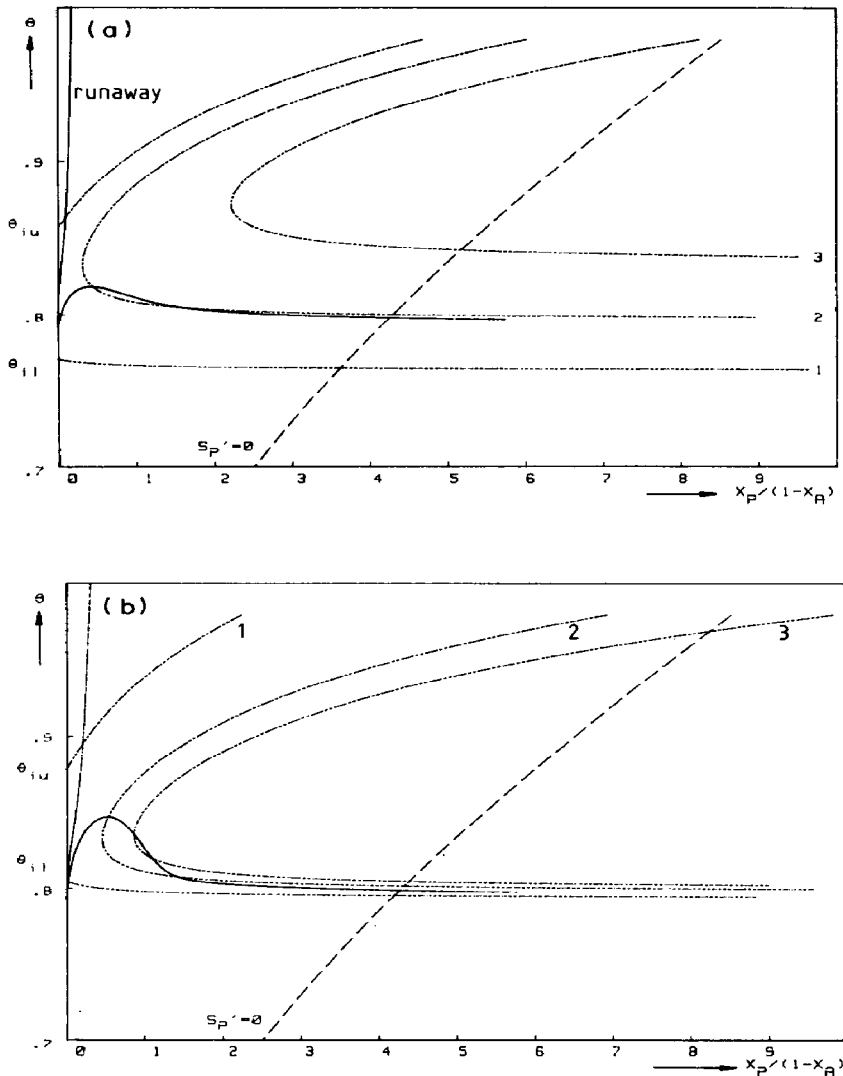 (a)
θ
runaway
.9
θiu
3
.8
2
θil
1
SP'=0
.7
0 1 2 3 4 5 6 7 8 9
XP/(1-XA)
(b)
θ
1 2 3
.9
θiu
θil
.8
SP'=0
.7
0 1 2 3 4 5 6 7 8 9
XP/(1-XA)